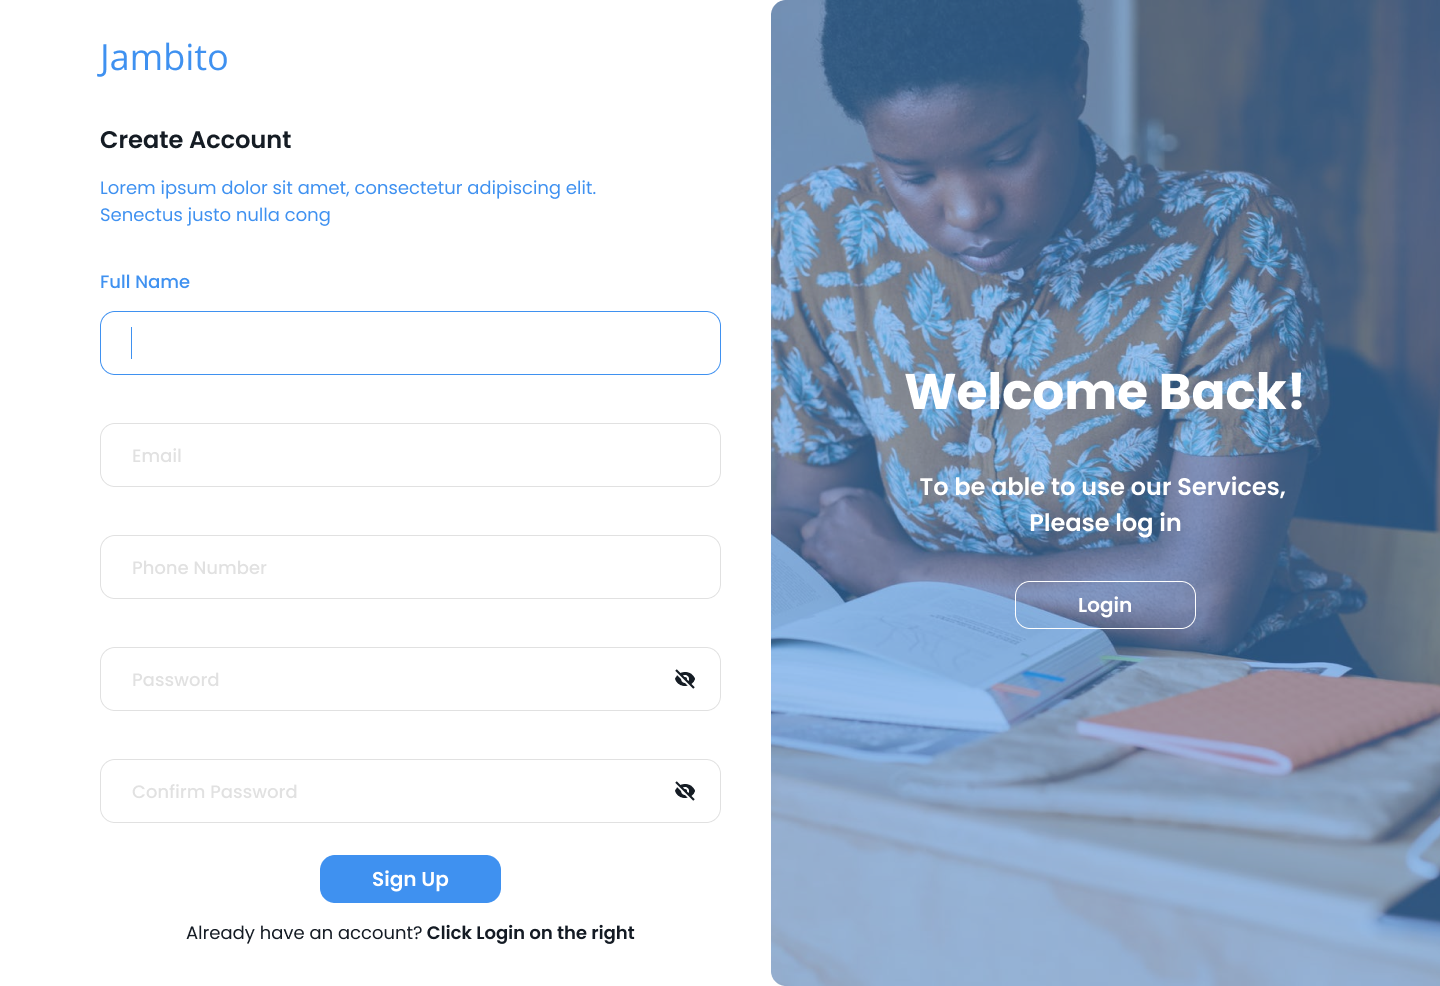 Jambito
Create Account
Lorem ipsum dolor sit amet, consectetur adipiscing elit.
Senectus justo nulla cong
Full Name
Email
Phone Number
Password
Confirm Password
Sign Up
Already have an account? Click Login on the right
Welcome Back!
To be able to use our Services,
Please log in
Login